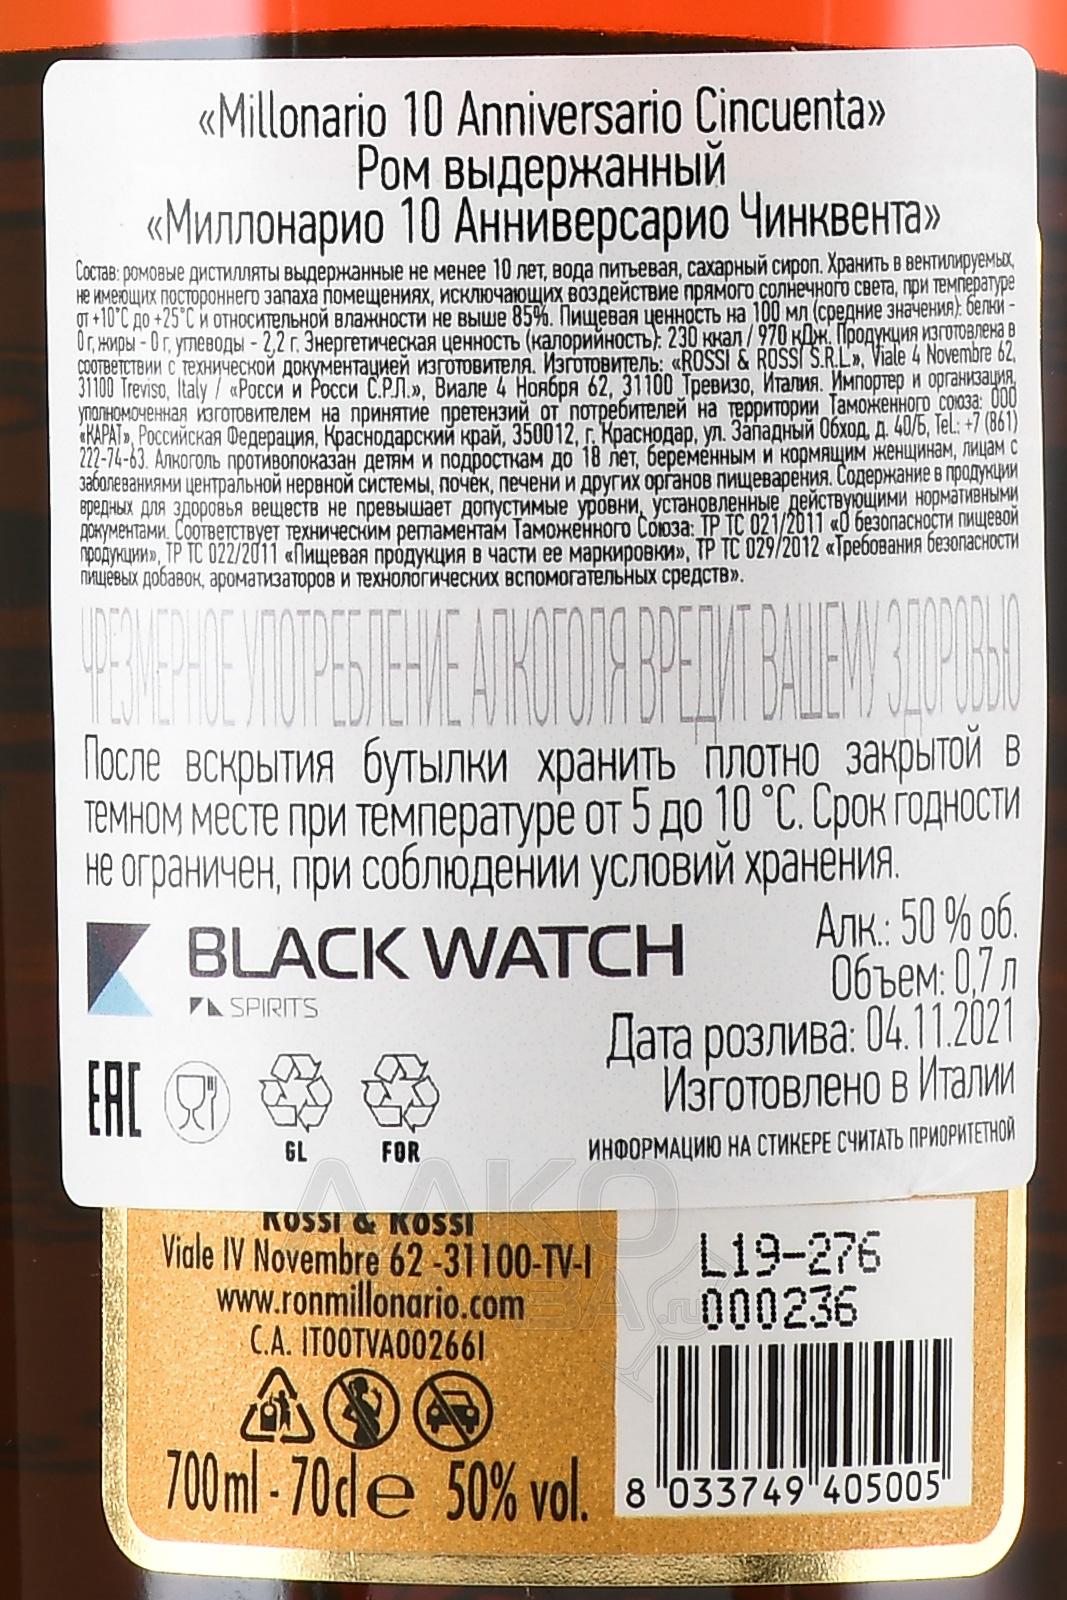 «Millonario 10 Anniversario Cincuenta»
Ром выдержанный
«Миллонарио 10 Анниверсарио Чинквента»
Состав: ромовые дистилляты выдержанные не менее 10 лет, вода питьевая, сахарный сироп. Хранить в вентилируемых,
не имеющих постороннего запаха помещениях, исключающих воздействие прямого солнечного света, при температуре
от +10°C до +25°C и относительной влажности не выше 85%. Пищевая ценность на 100 мл (средние значения): белки -
0 г, жиры - 0 г, углеводы - 2,2 г. Энергетическая ценность (калорийность): 230 ккал / 970 кДж. Продукция изготовлена в
соответствии с технической документацией изготовителя. Изготовитель: «ROSSI & ROSSI S.R.L.», Viale 4 Novembre 62,
31100 Treviso, Italy / «Росси и Росси С.Р.Л.», Виале 4 Ноября 62, 31100 Тревизо, Италия. Импортер и организация,
уполномоченная изготовителем на принятие претензий от потребителей на территории Таможенного союза: ООО
«КАРАТ», Российская Федерация, Краснодарский край, 350012, г. Краснодар, ул. Западный Обход, д. 40/Б, Tel.: +7 (861)
222-74-63. Алкоголь противопоказан детям и подросткам до 18 лет, беременным и кормящим женщинам, лицам с
заболеваниями центральной нервной системы, почек, печени и других органов пищеварения. Содержание в продукции
вредных для здоровья веществ не превышает допустимые уровни, установленные действующими нормативными
документами. Соответствует техническим регламентам Таможенного Союза: ТР ТС 021/2011 «О безопасности пищевой
продукции», ТР ТС 022/2011 «Пищевая продукция в части ее маркировки», ТР ТС 029/2012 «Требования безопасности
пищевых добавок, ароматизаторов и технологических вспомогательных средств».
ЧРЕЗМЕРНОЕ УПОТРЕБЛЕНИЕ АЛКОГОЛЯ ВРЕДИТ ВАШЕМУ ЗДОРОВЬЮ
После вскрытия бутылки хранить плотно закрытой в
темном месте при температуре от 5 до 10 °C. Срок годности
не ограничен, при соблюдении условий хранения.
BLACK WATCH
SPIRITS
Алк.: 50 % об.
Объем: 0,7 л
Дата розлива: 04.11.2021
Изготовлено в Италии
ИНФОРМАЦИЮ НА СТИКЕРЕ СЧИТАТЬ ПРИОРИТЕТНОЙ
EAC
GL
FOR
Rossi & Rossi
Viale IV Novembre 62 -31100-TV-I
www.ronmillonario.com
C.A. IT00TVA00266I
700ml - 70cl e 50% vol.
L19-276
000236
8 033749 405005